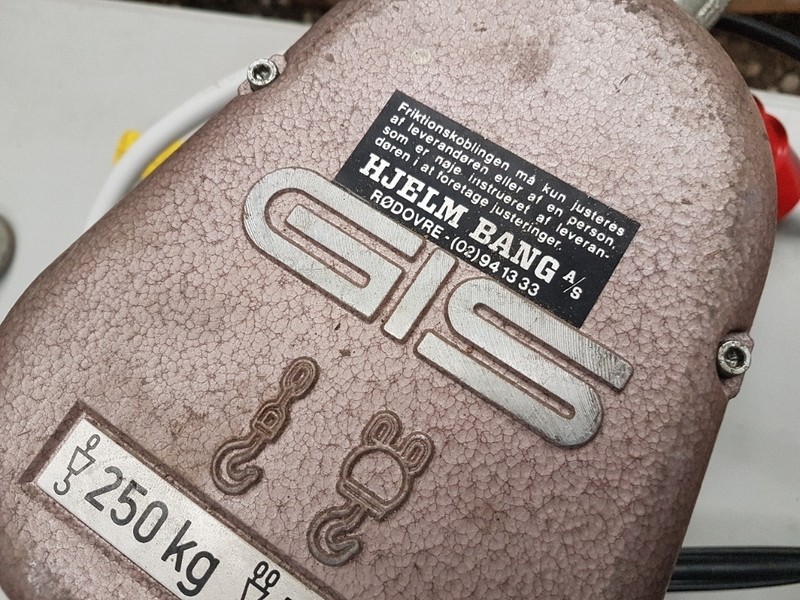 Friktionskoblingen må kun justeres
af leverandøren eller af en person,
som er nøje instrueret af leveran-
døren i at foretage justeringer.
HJELM BANG A/S
RØDOVRE - (02) 94 13 33
GIS
250 kg